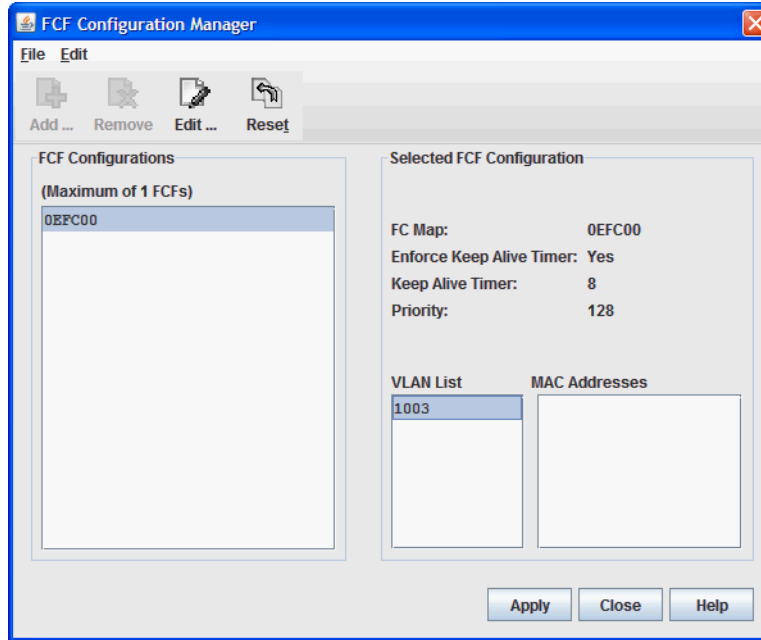 FCF Configuration Manager
File Edit
Add ... Remove Edit ... Reset
FCF Configurations
(Maximum of 1 FCFs)
0EFC00
Selected FCF Configuration
FC Map: 0EFC00
Enforce Keep Alive Timer: Yes
Keep Alive Timer: 8
Priority: 128
VLAN List MAC Addresses
1003
Apply Close Help